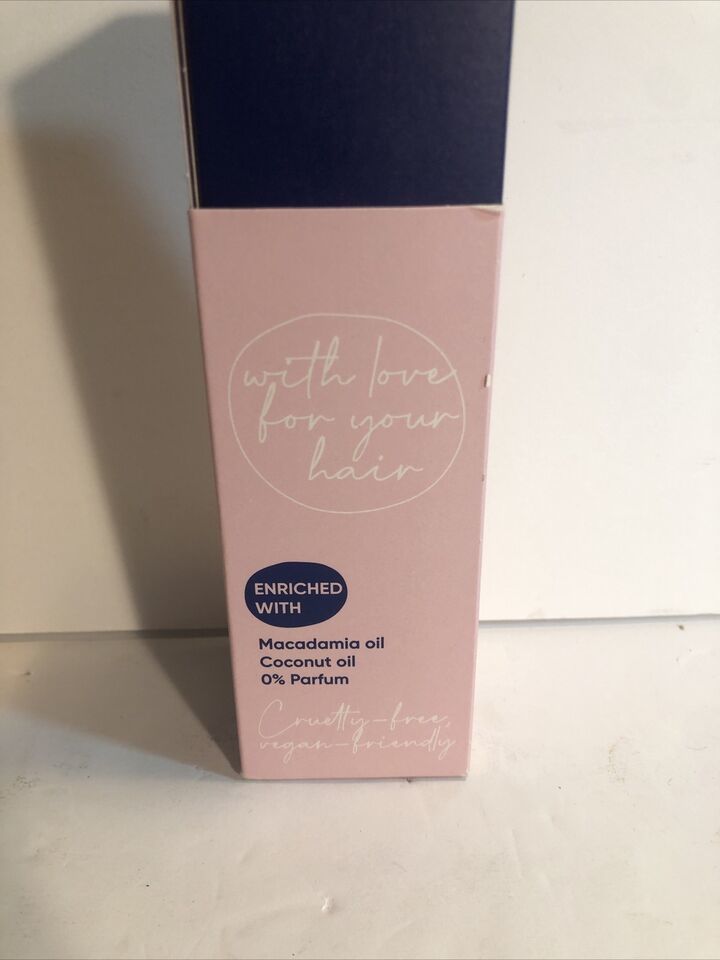 with love
for your
hair
ENRICHED
WITH
Macadamia oil
Coconut oil
0% Parfum
Cruelty-free,
vegan-friendly